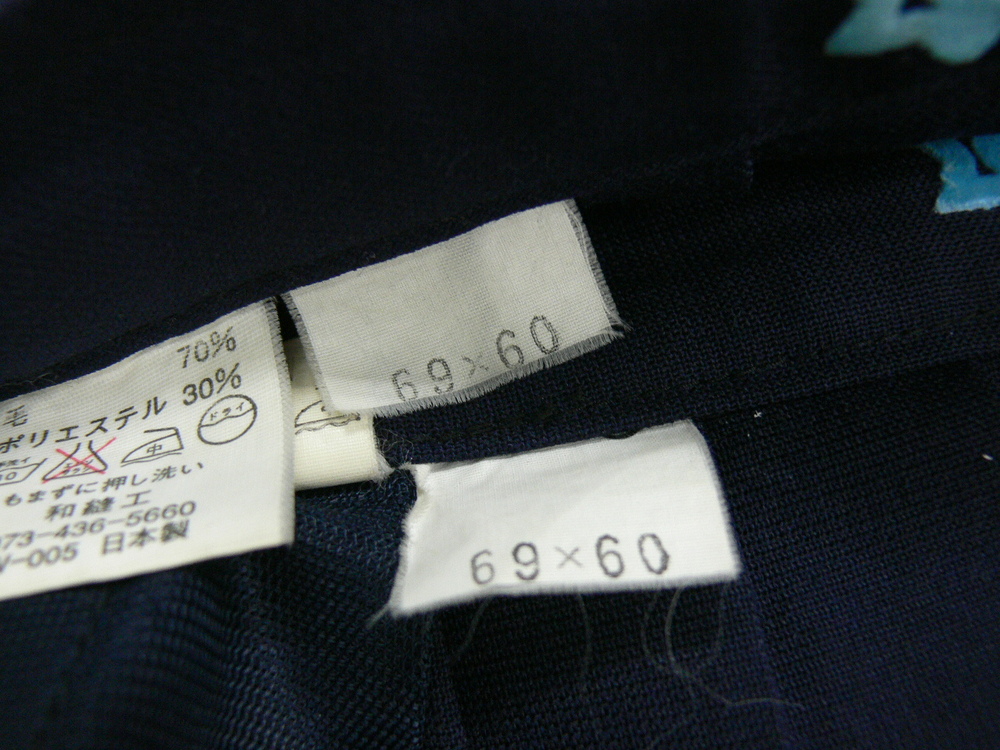 毛 70%
ポリエステル 30%
ドライ
中
もまずに押し洗い
和縫工
073-436-5660
W-005 日本製
69×60
69×60